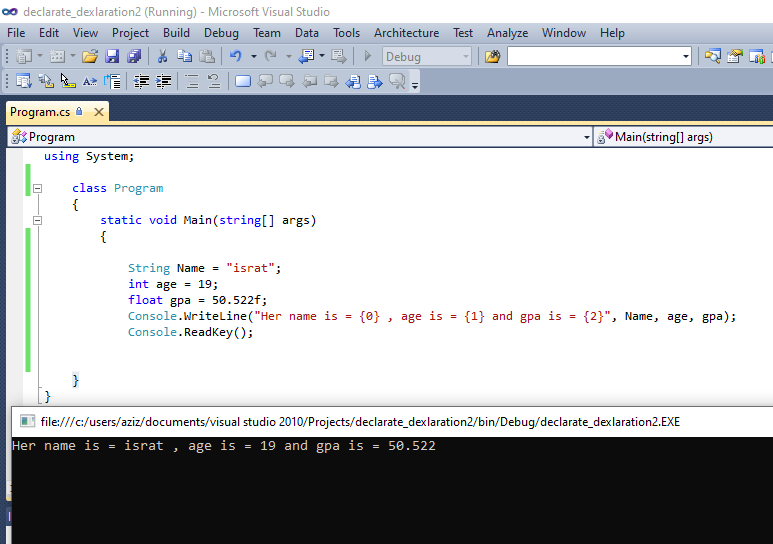 declarate_dexlaration2 (Running) - Microsoft Visual Studio
File Edit View Project Build Debug Team Data Tools Architecture Test Analyze Window Help
Debug
Program.cs
Program Main(string[] args)
using System;
class Program
{
static void Main(string[] args)
{
String Name = "israt";
int age = 19;
float gpa = 50.522f;
Console.WriteLine("Her name is = {0} , age is = {1} and gpa is = {2}", Name, age, gpa);
Console.ReadKey();
}
}
file:///c:/users/aziz/documents/visual studio 2010/Projects/declarate_dexlaration2/bin/Debug/declarate_dexlaration2.EXE
Her name is = israt , age is = 19 and gpa is = 50.522